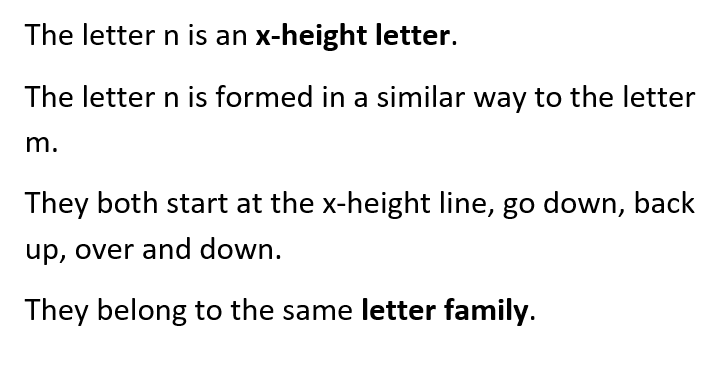 The letter n is an x-height letter.
The letter n is formed in a similar way to the letter
m.
They both start at the x-height line, go down, back
up, over and down.
They belong to the same letter family.